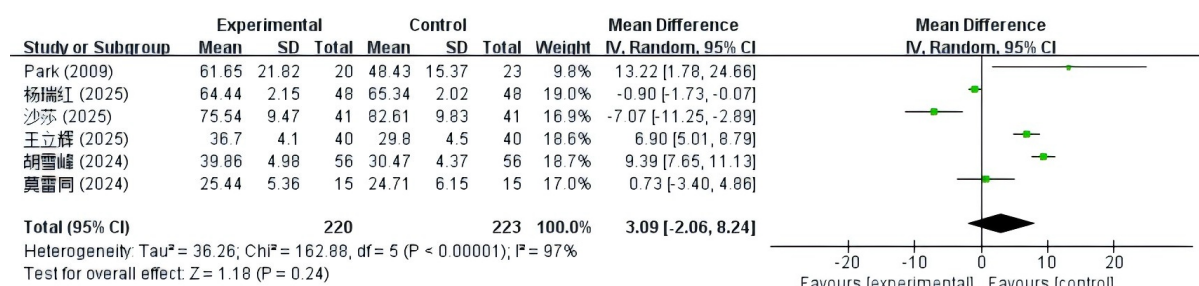 Experimental Control Mean Difference Mean Difference
Study or Subgroup Mean SD Total Mean SD Total Weight IV, Random, 95% CI IV, Random, 95% CI
Park (2009) 61.65 21.82 20 48.43 15.37 23 9.8% 13.22 [1.78, 24.66]
杨瑞红 (2025) 64.44 2.15 48 65.34 2.02 48 19.0% -0.90 [-1.73, -0.07]
沙莎 (2025) 75.54 9.47 41 82.61 9.83 41 16.9% -7.07 [-11.25, -2.89]
王立辉 (2025) 36.7 4.1 40 29.8 4.5 40 18.6% 6.90 [5.01, 8.79]
胡雪峰 (2024) 39.86 4.98 56 30.47 4.37 56 18.7% 9.39 [7.65, 11.13]
莫雷同 (2024) 25.44 5.36 15 24.71 6.15 15 17.0% 0.73 [-3.40, 4.86]
Total (95% CI) 220 223 100.0% 3.09 [-2.06, 8.24]
Heterogeneity: Tau² = 36.26; Chi² = 162.88, df = 5 (P < 0.00001); I² = 97%
Test for overall effect: Z = 1.18 (P = 0.24)
-20 -10 0 10 20
Favours [experimental] Favours [control]